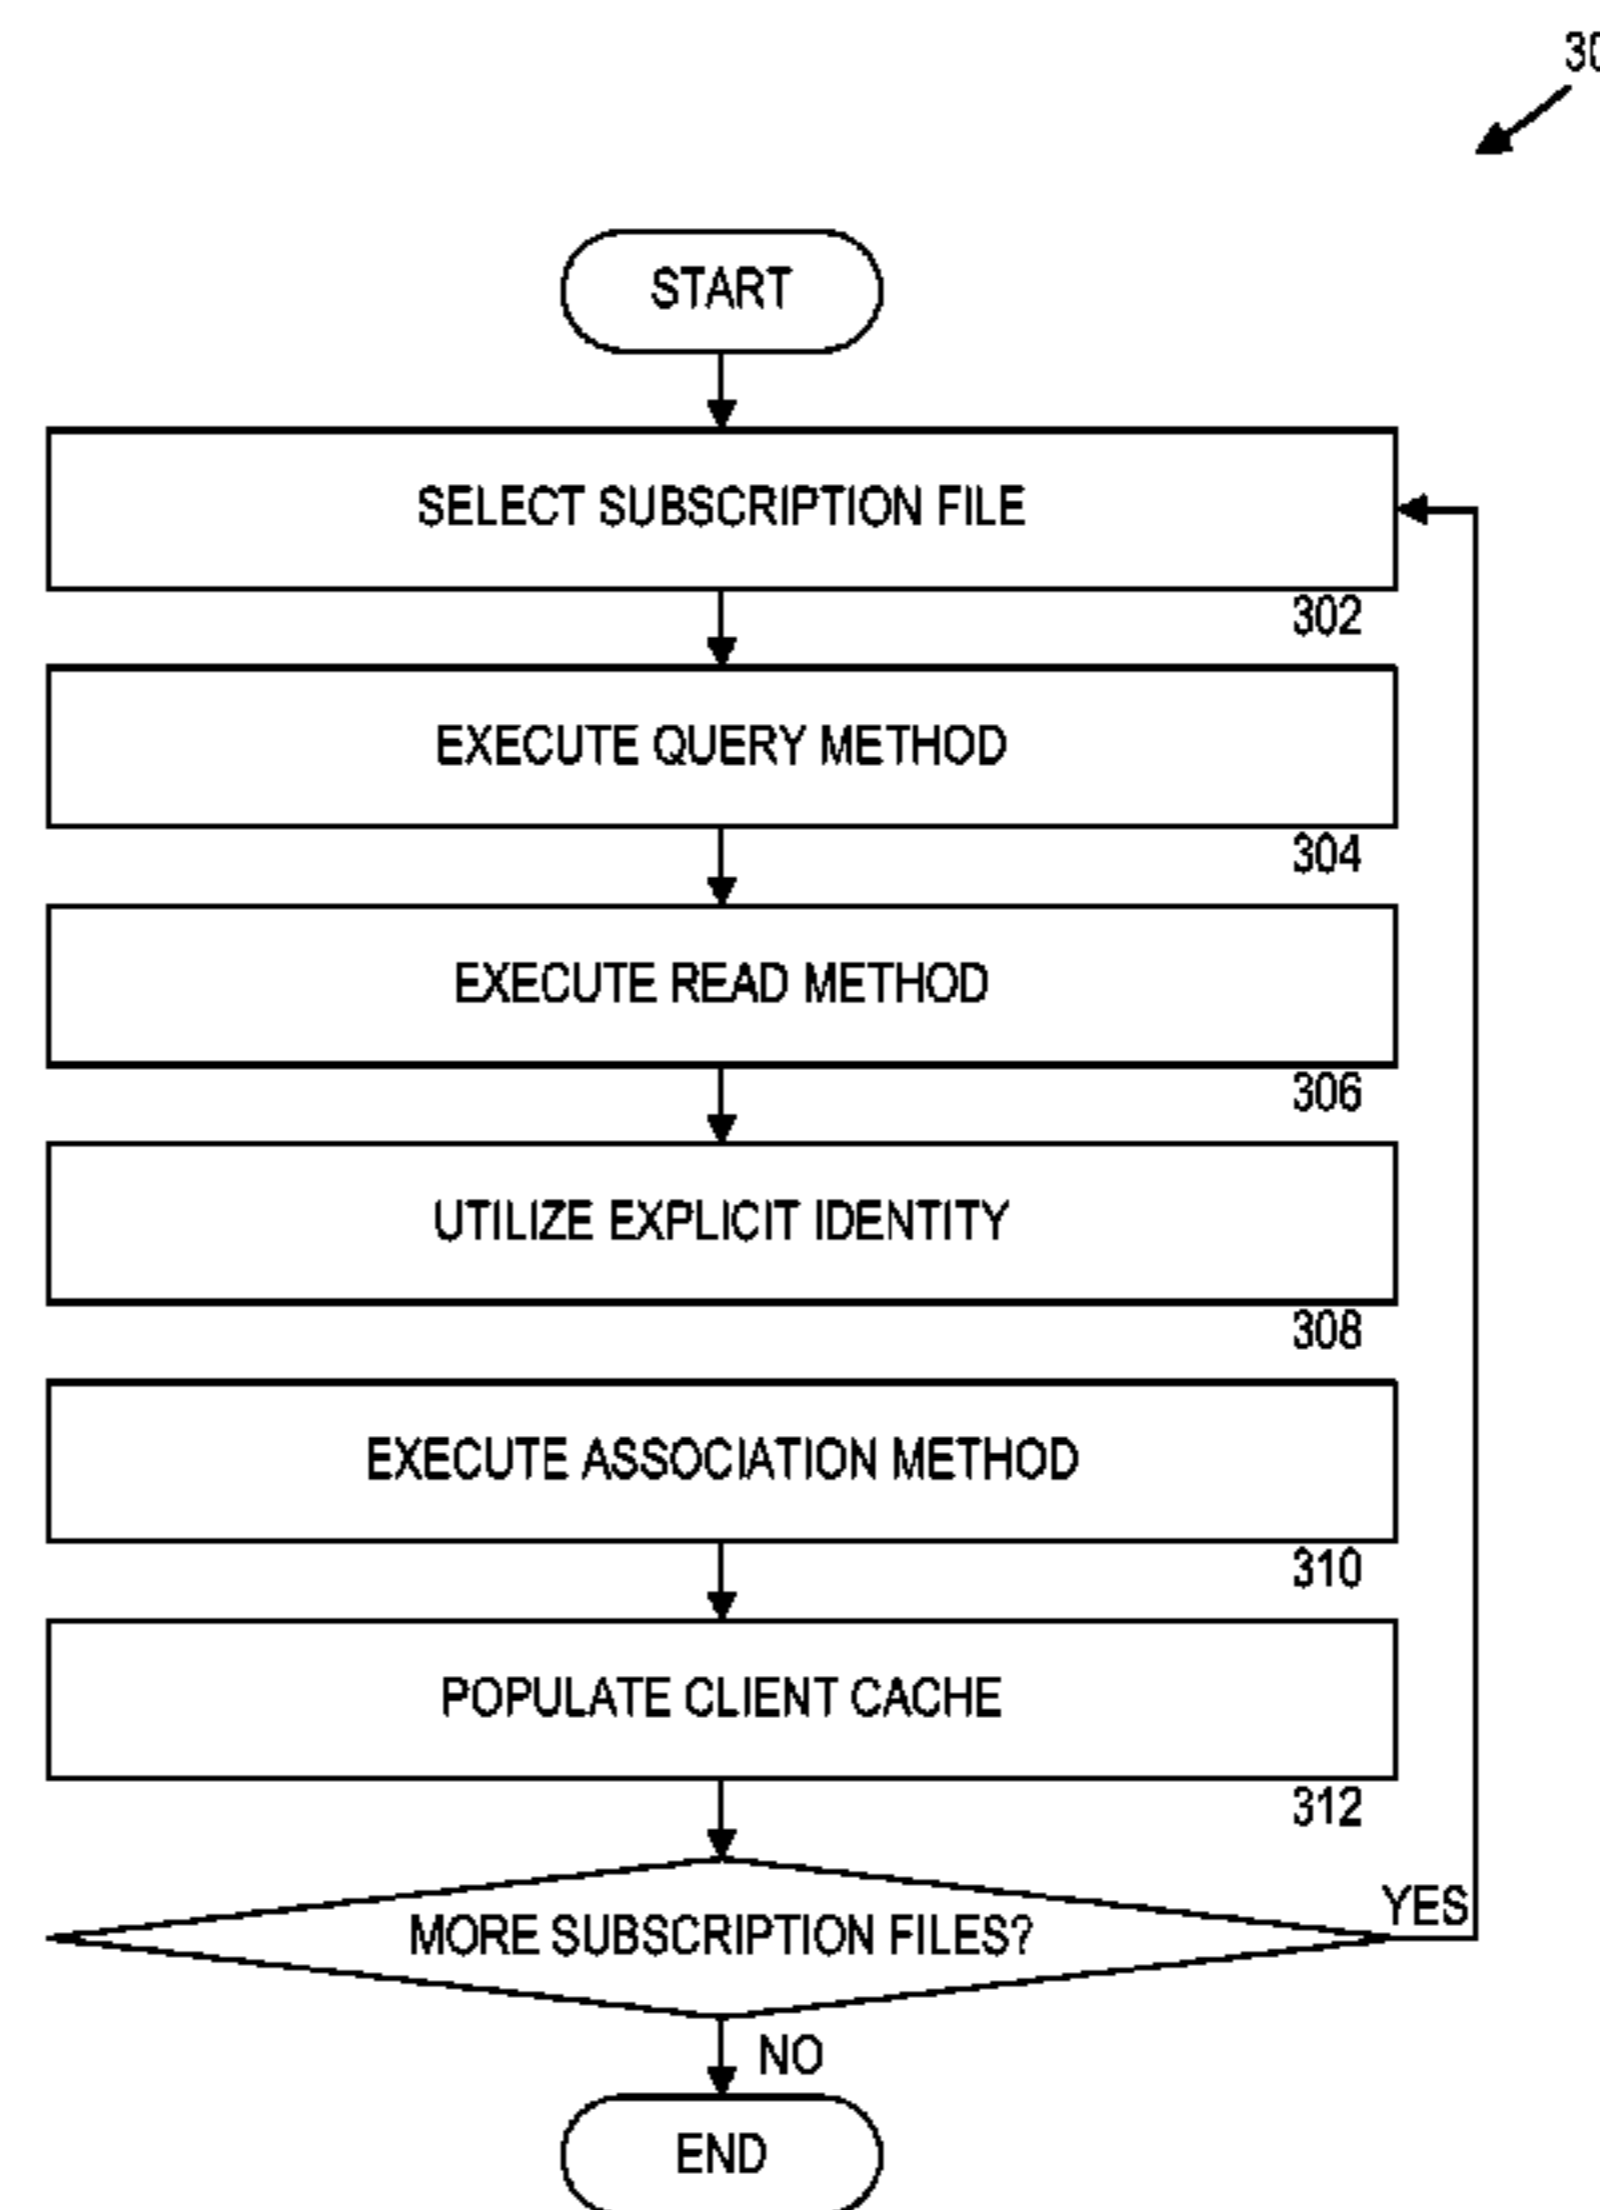 START
SELECT SUBSCRIPTION FILE
302
EXECUTE QUERY METHOD
304
EXECUTE READ METHOD
306
UTILIZE EXPLICIT IDENTITY
308
EXECUTE ASSOCIATION METHOD
310
POPULATE CLIENT CACHE
312
MORE SUBSCRIPTION FILES?
YES
NO
END